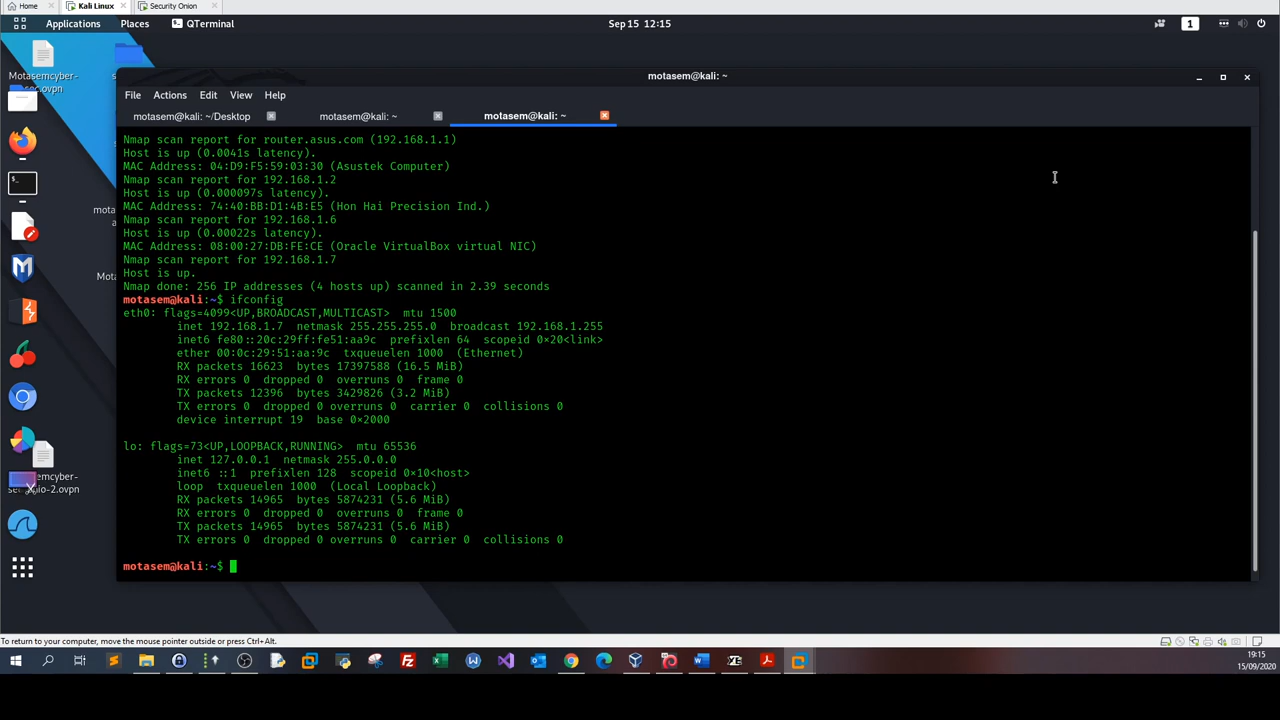 Home
Kali Linux
Security Onion
Applications
Places
QTerminal
Sep 15 12:15
1
Motasemcyber-
.ovpn
motasem@kali: ~
File Actions Edit View Help
motasem@kali: ~/Desktop
motasem@kali: ~
motasem@kali: ~
Nmap scan report for router.asus.com (192.168.1.1)
Host is up (0.0041s latency).
MAC Address: 04:D9:F5:59:03:30 (Asustek Computer)
Nmap scan report for 192.168.1.2
Host is up (0.000097s latency).
MAC Address: 74:40:BB:D1:4B:E5 (Hon Hai Precision Ind.)
Nmap scan report for 192.168.1.6
Host is up (0.00022s latency).
MAC Address: 08:00:27:DB:FE:CE (Oracle VirtualBox virtual NIC)
Nmap scan report for 192.168.1.7
Host is up.
Nmap done: 256 IP addresses (4 hosts up) scanned in 2.39 seconds
motasem@kali:~$ ifconfig
eth0: flags=4099<UP,BROADCAST,MULTICAST> mtu 1500
inet 192.168.1.7 netmask 255.255.255.0 broadcast 192.168.1.255
inet6 fe80::20c:29ff:fe51:aa9c prefixlen 64 scopeid 0×20<link>
ether 00:0c:29:51:aa:9c txqueuelen 1000 (Ethernet)
RX packets 16623 bytes 17397588 (16.5 MiB)
RX errors 0 dropped 0 overruns 0 frame 0
TX packets 12396 bytes 3429826 (3.2 MiB)
TX errors 0 dropped 0 overruns 0 carrier 0 collisions 0
device interrupt 19 base 0×2000
lo: flags=73<UP,LOOPBACK,RUNNING> mtu 65536
inet 127.0.0.1 netmask 255.0.0.0
inet6 ::1 prefixlen 128 scopeid 0×10<host>
loop txqueuelen 1000 (Local Loopback)
RX packets 14965 bytes 5874231 (5.6 MiB)
RX errors 0 dropped 0 overruns 0 frame 0
TX packets 14965 bytes 5874231 (5.6 MiB)
TX errors 0 dropped 0 overruns 0 carrier 0 collisions 0
motasem@kali:~$
mota
Mot
emcyber-
io-2.ovpn
To return to your computer, move the mouse pointer outside or press Ctrl+Alt.
19:15
15/09/2020